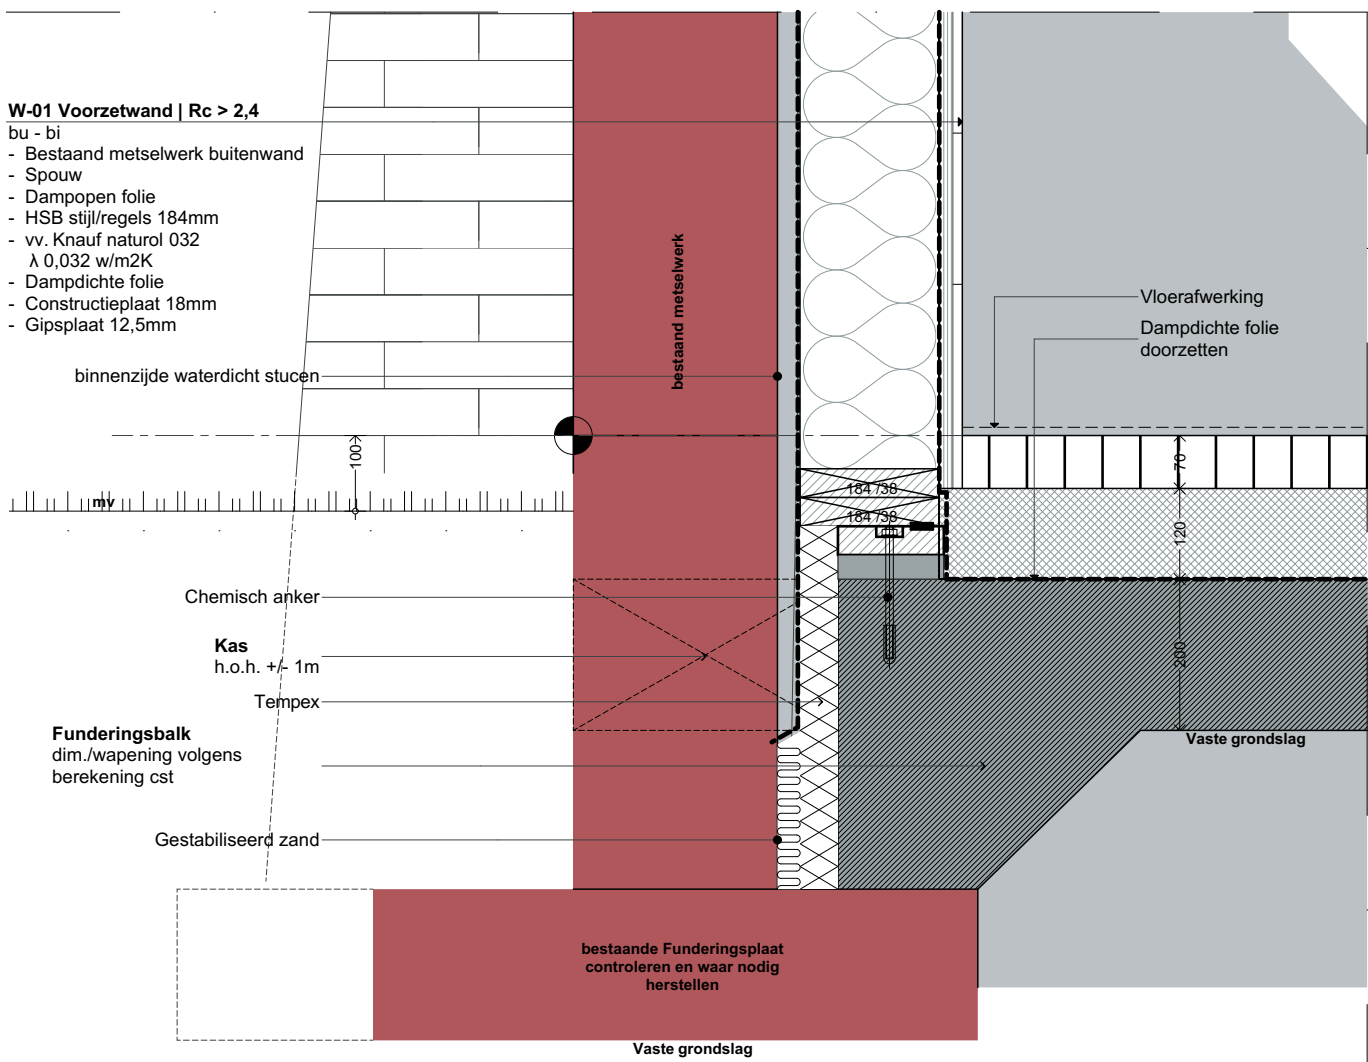 W-01 Voorzetwand | Rc > 2,4
bu - bi
- Bestaand metselwerk buitenwand
- Spouw
- Dampopen folie
- HSB stijl/regels 184mm
- vv. Knauf naturol 032
λ 0,032 w/m2K
- Dampdichte folie
- Constructieplaat 18mm
- Gipsplaat 12,5mm
binnenzijde waterdicht stucen
bestaand metselwerk
Vloerafwerking
Dampdichte folie
doorzetten
100
mv
70
184 /38
184 /38
120
Chemisch anker
Kas
h.o.h. +/- 1m
200
Tempex
Funderingsbalk
dim./wapening volgens
berekening cst
Vaste grondslag
Gestabiliseerd zand
bestaande Funderingsplaat
controleren en waar nodig
herstellen
Vaste grondslag